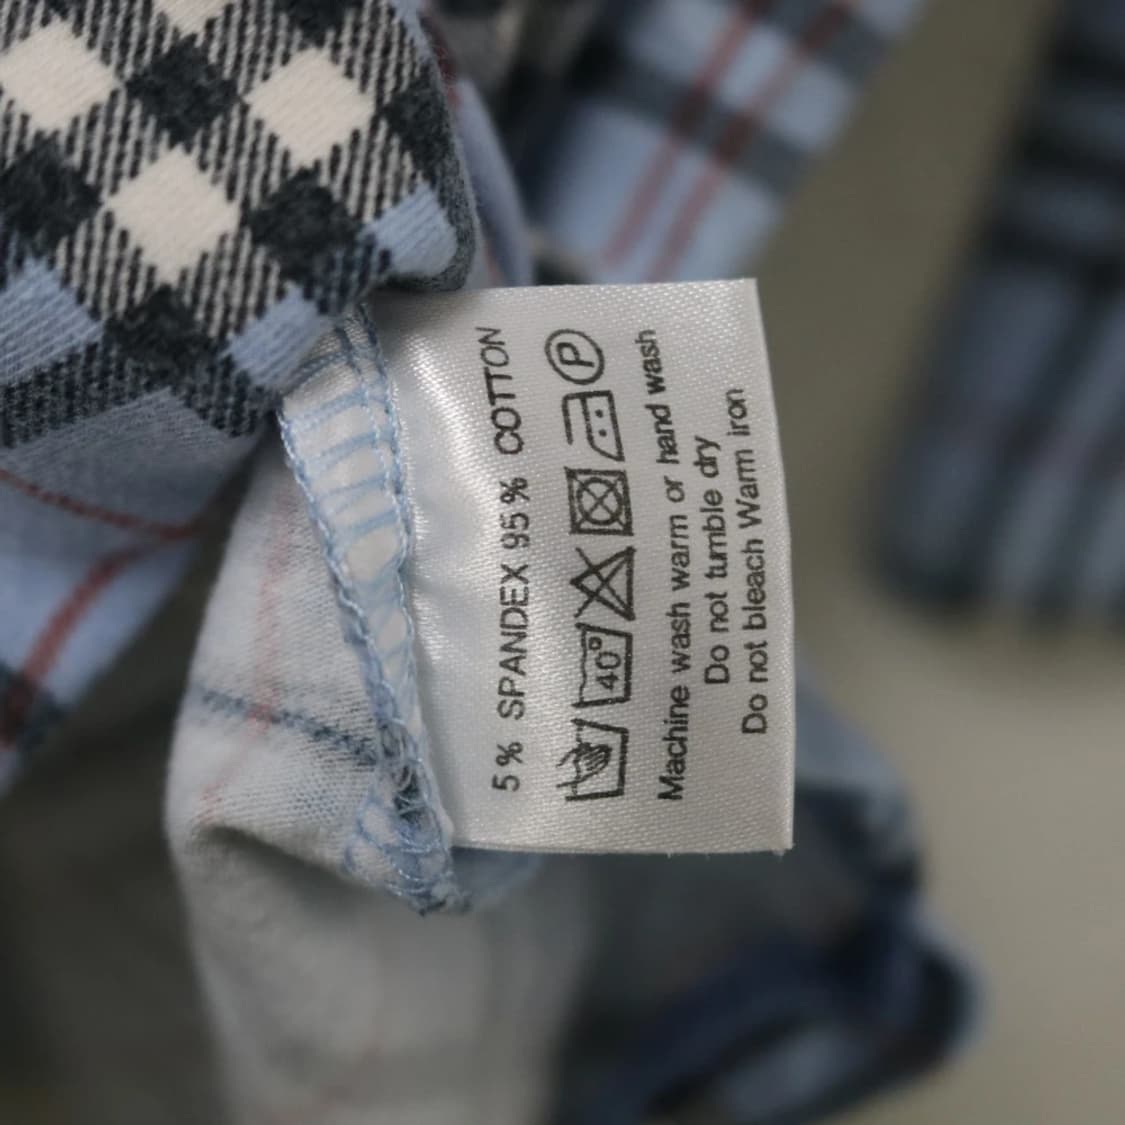 5% SPANDEX 95% COTTON
40° P
Machine wash warm or hand wash
Do not tumble dry
Do not bleach Warm iron